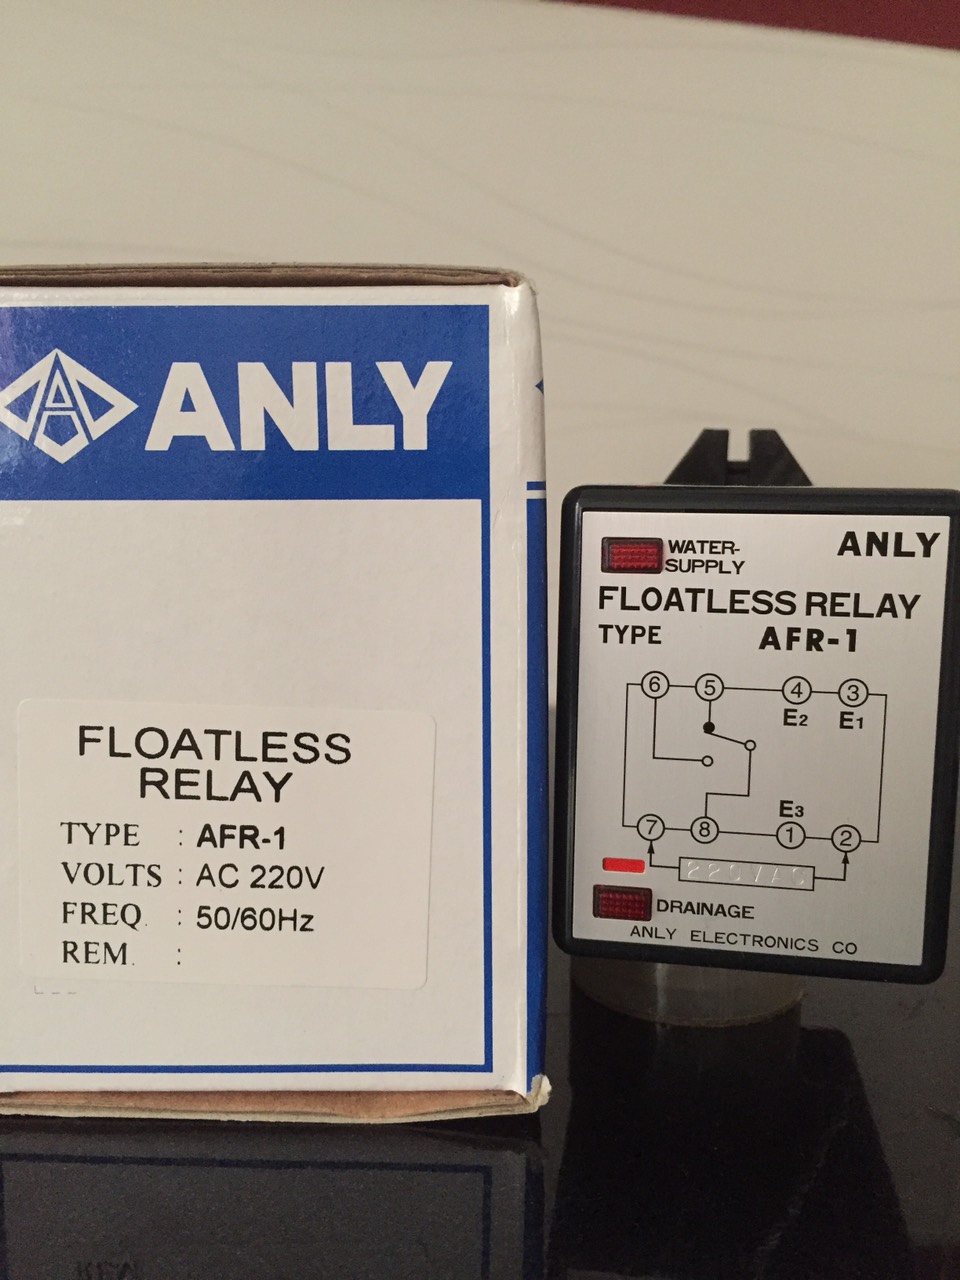 ANLY
FLOATLESS
RELAY
TYPE : AFR-1
VOLTS : AC 220V
FREQ. : 50/60Hz
REM. :
WATER-
SUPPLY
ANLY
FLOATLESS RELAY
TYPE AFR-1
6 5 4 3
E2 E1
E3
7 8 1 2
220VAC
DRAINAGE
ANLY ELECTRONICS CO